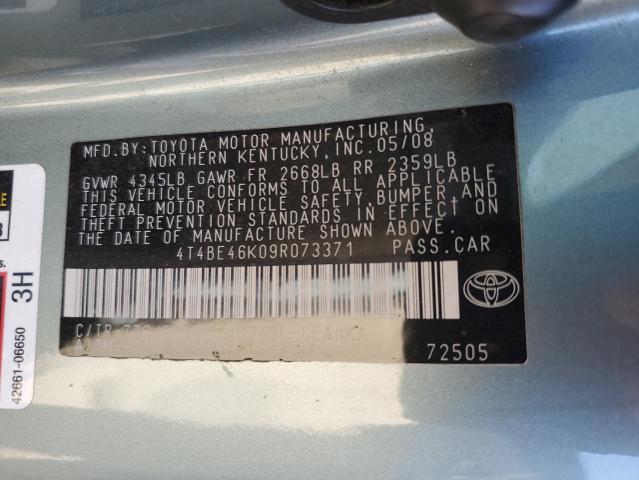 MFD.BY: TOYOTA MOTOR MANUFACTURING,
NORTHERN KENTUCKY, INC. 05/08
GVWR 4345LB GAWR FR 2668LB RR 2359LB
THIS VEHICLE CONFORMS TO ALL APPLICABLE
FEDERAL MOTOR VEHICLE SAFETY, BUMPER, AND
THEFT PREVENTION STANDARDS IN EFFECT ON
THE DATE OF MANUFACTURE SHOWN ABOVE.
4T4BE46K09R073371 PASS.CAR
C/TR
72505
3H
42661-06650